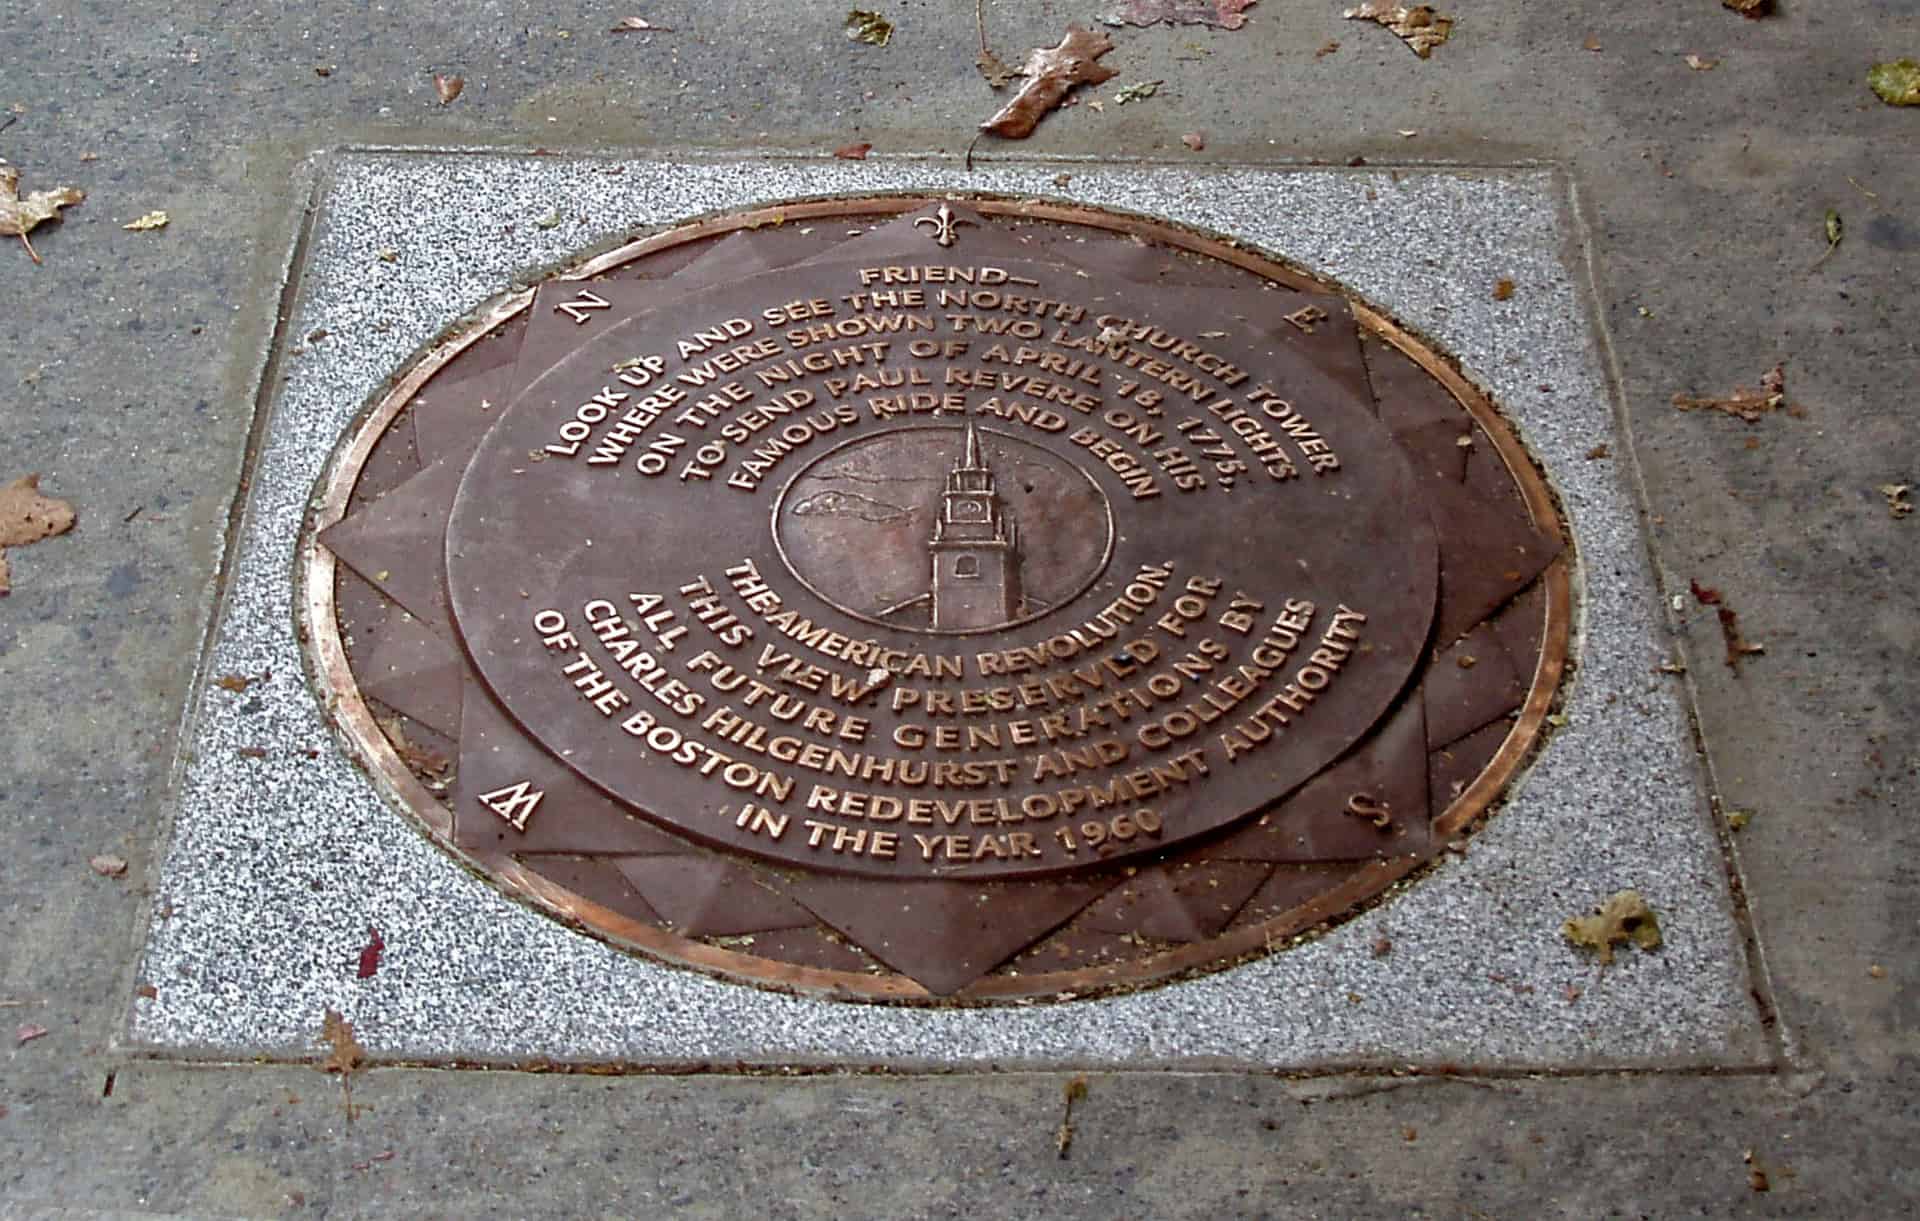 N
E
FRIEND—
LOOK UP AND SEE THE NORTH CHURCH TOWER
WHERE WERE SHOWN TWO LANTERN LIGHTS
ON THE NIGHT OF APRIL 18, 1775,
TO SEND PAUL REVERE ON HIS
FAMOUS RIDE AND BEGIN
THE AMERICAN REVOLUTION.
THIS VIEW PRESERVED FOR
ALL FUTURE GENERATIONS BY
CHARLES HILGENHURST AND COLLEAGUES
OF THE BOSTON REDEVELOPMENT AUTHORITY
IN THE YEAR 1960
W
S